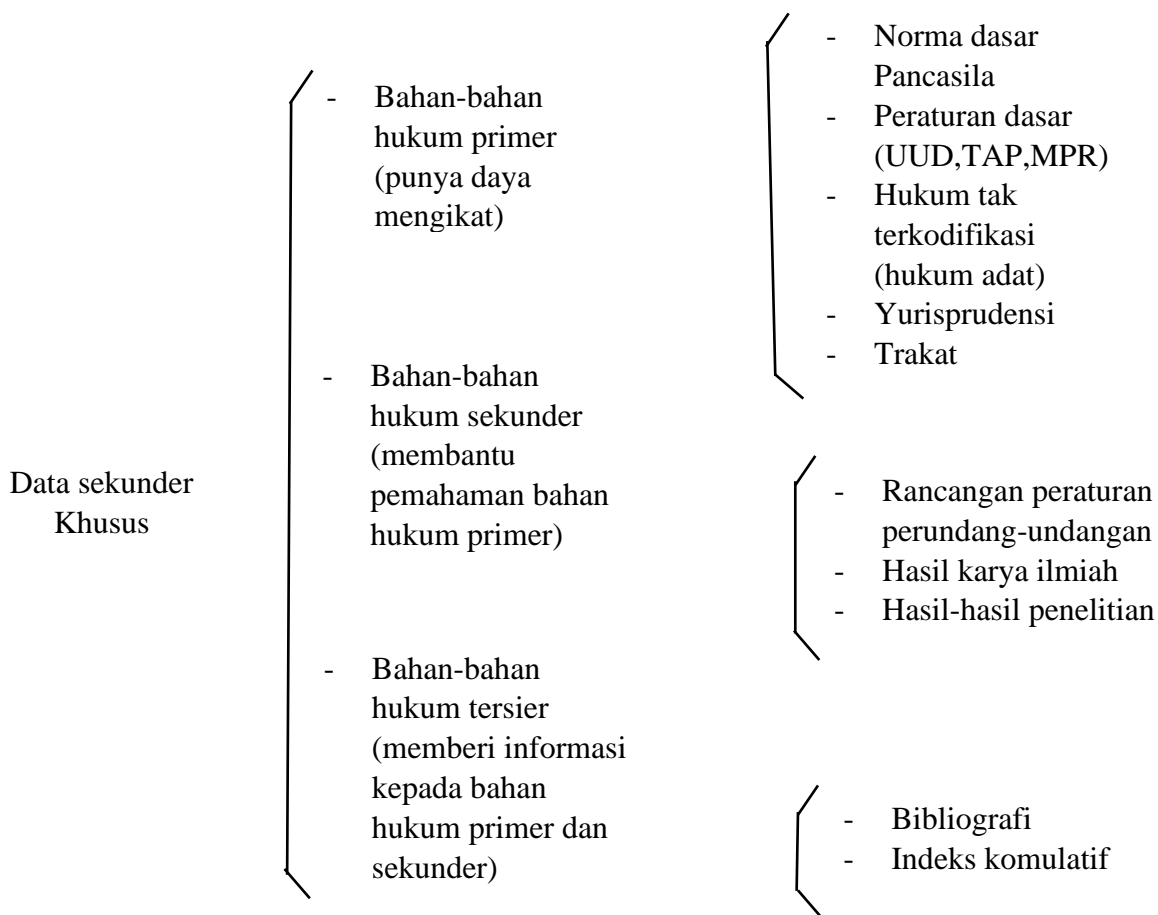 Data sekunder
Khusus
- Bahan-bahan
hukum primer
(punya daya
mengikat)
- Bahan-bahan
hukum sekunder
(membantu
pemahaman bahan
hukum primer)
- Bahan-bahan
hukum tersier
(memberi informasi
kepada bahan
hukum primer dan
sekunder)
- Norma dasar
Pancasila
- Peraturan dasar
(UUD,TAP,MPR)
- Hukum tak
terkodifikasi
(hukum adat)
- Yurisprudensi
- Trakat
- Rancangan peraturan
perundang-undangan
- Hasil karya ilmiah
- Hasil-hasil penelitian
- Bibliografi
- Indeks komulatif